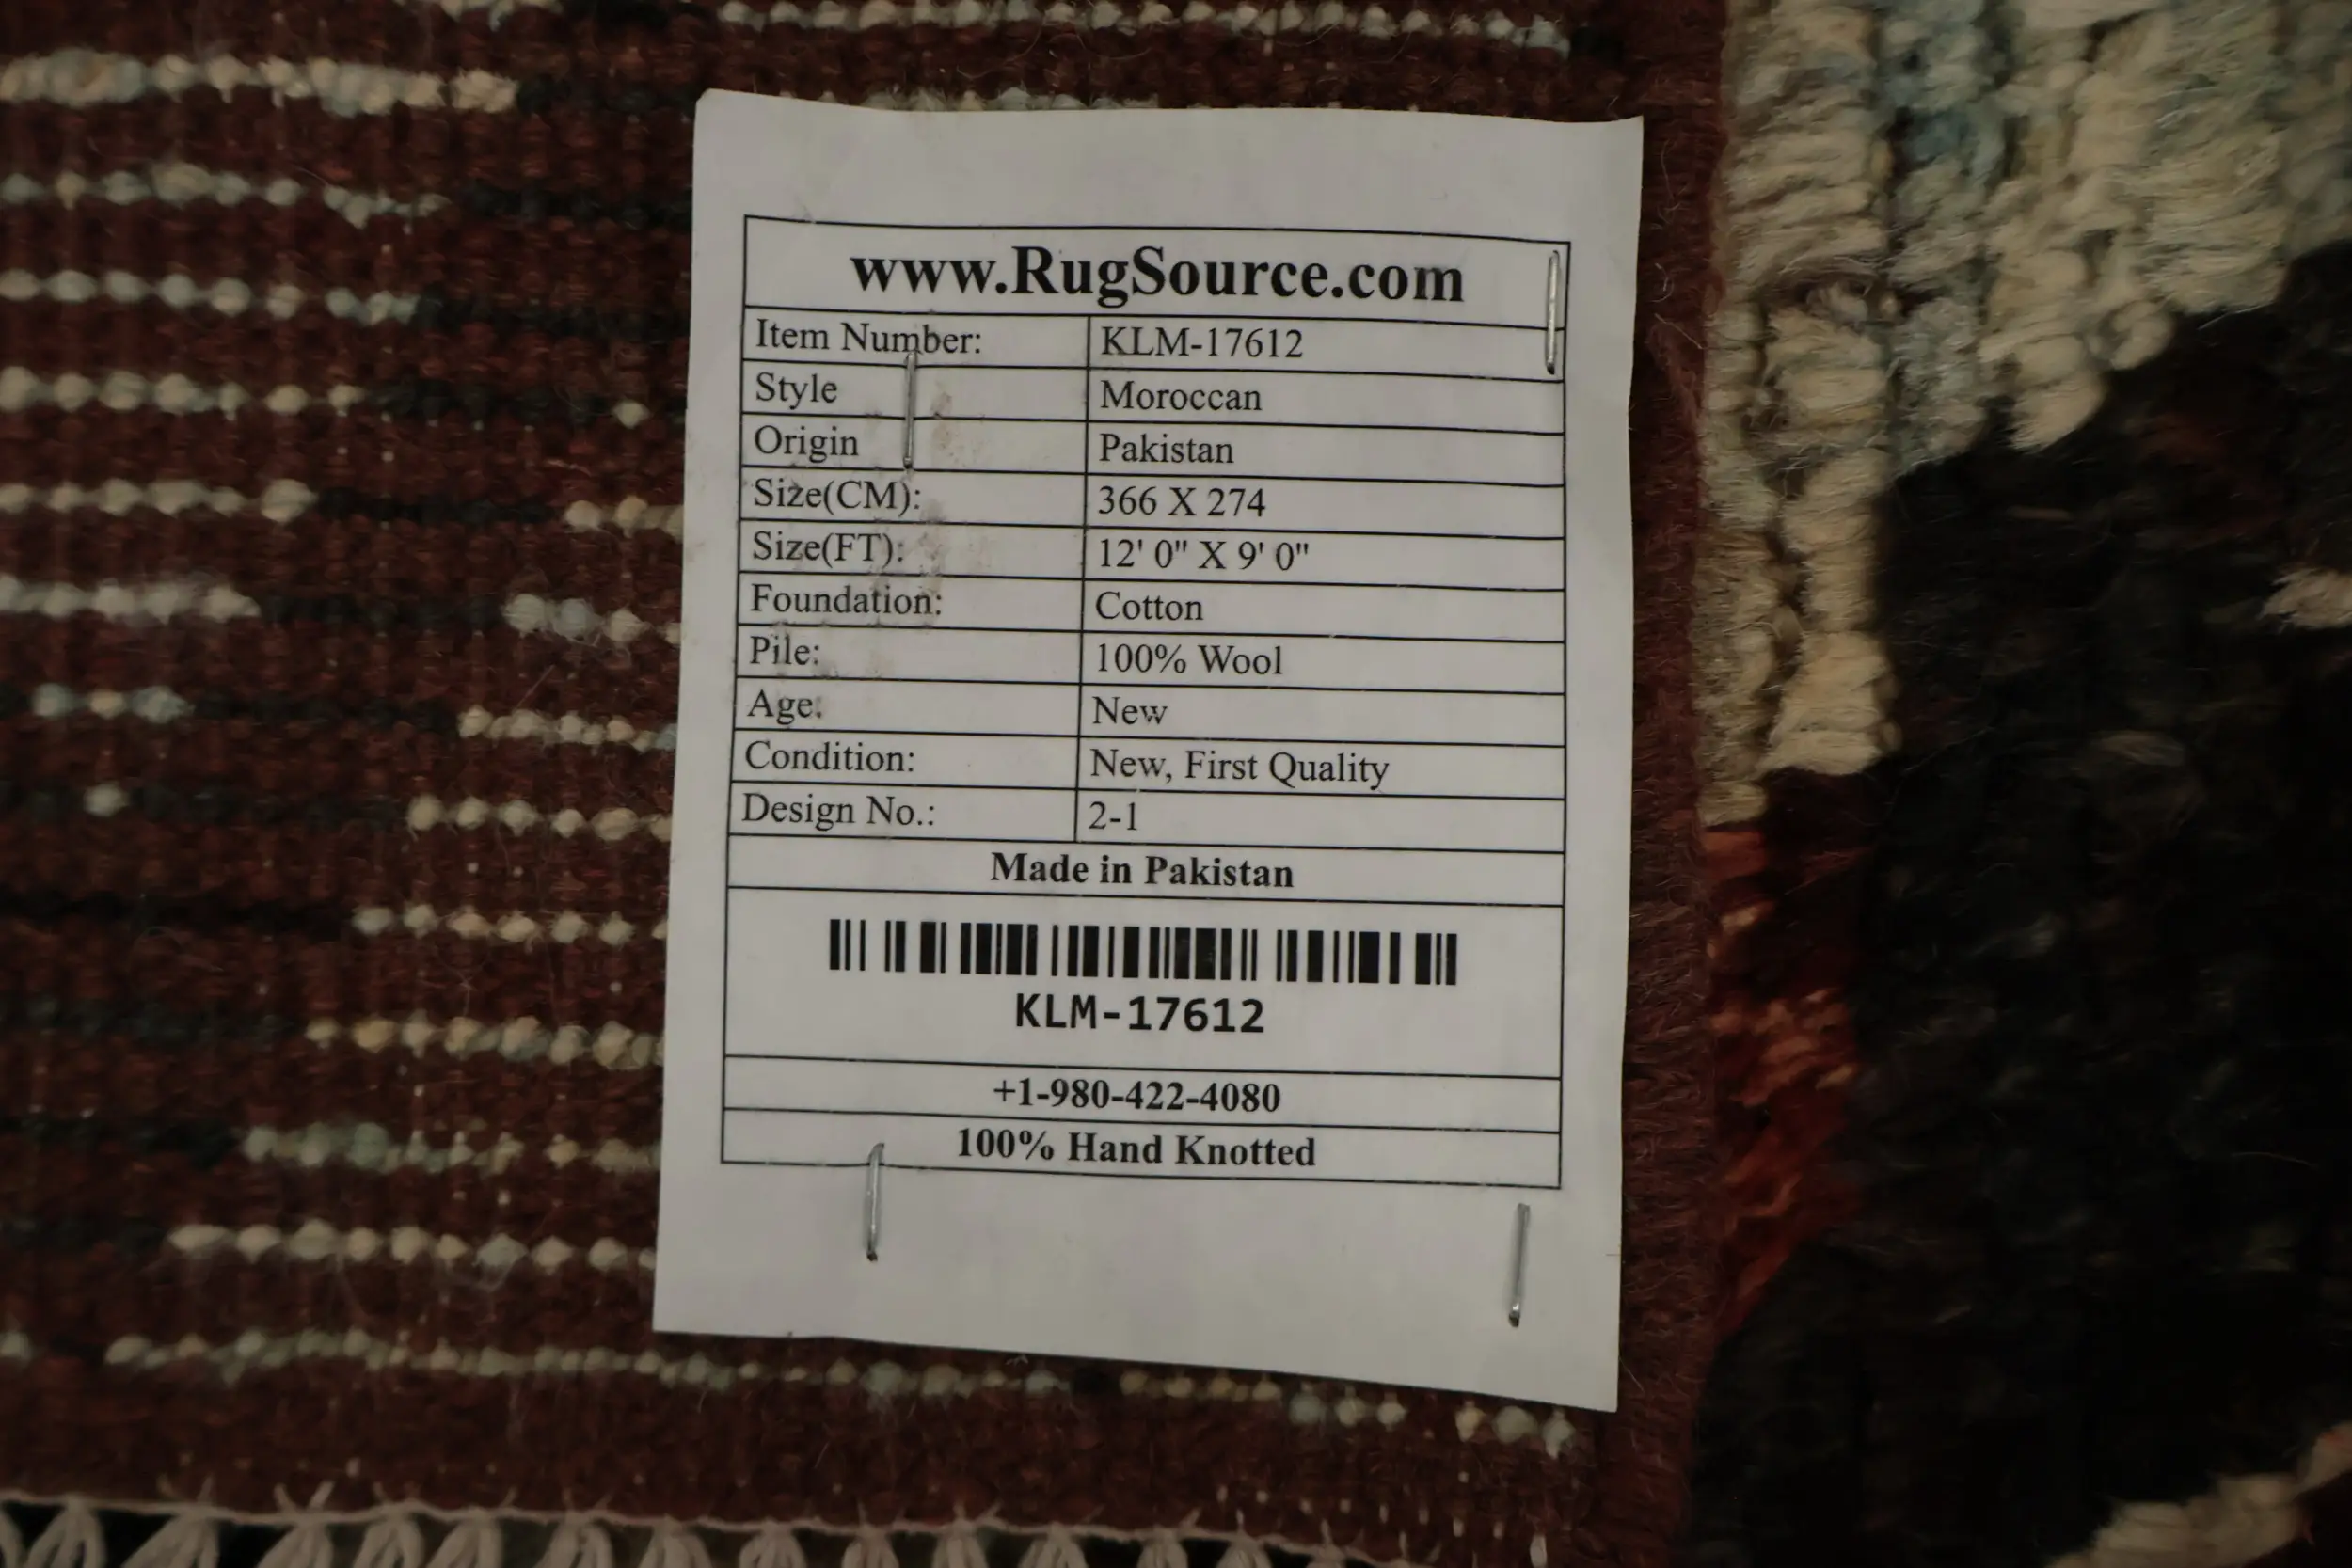 www.RugSource.com
Item Number: KLM-17612
Style Moroccan
Origin Pakistan
Size(CM): 366 X 274
Size(FT): 12' 0" X 9' 0"
Foundation: Cotton
Pile: 100% Wool
Age: New
Condition: New, First Quality
Design No.: 2-1
Made in Pakistan
KLM-17612
+1-980-422-4080
100% Hand Knotted